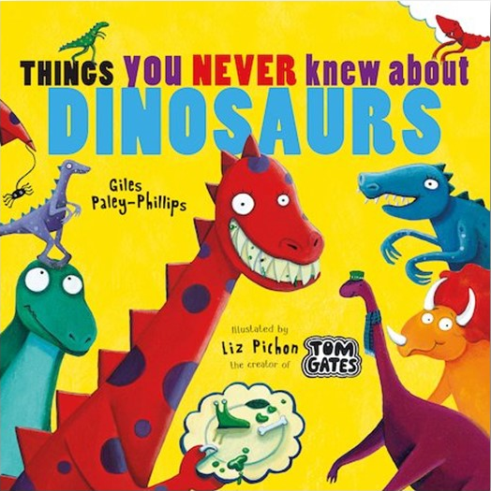 THINGS YOU NEVER knew about
DINOSAURS
Giles
Paley-Phillips
Illustrated by
Liz Pichon
the creator of
TOM
GATES